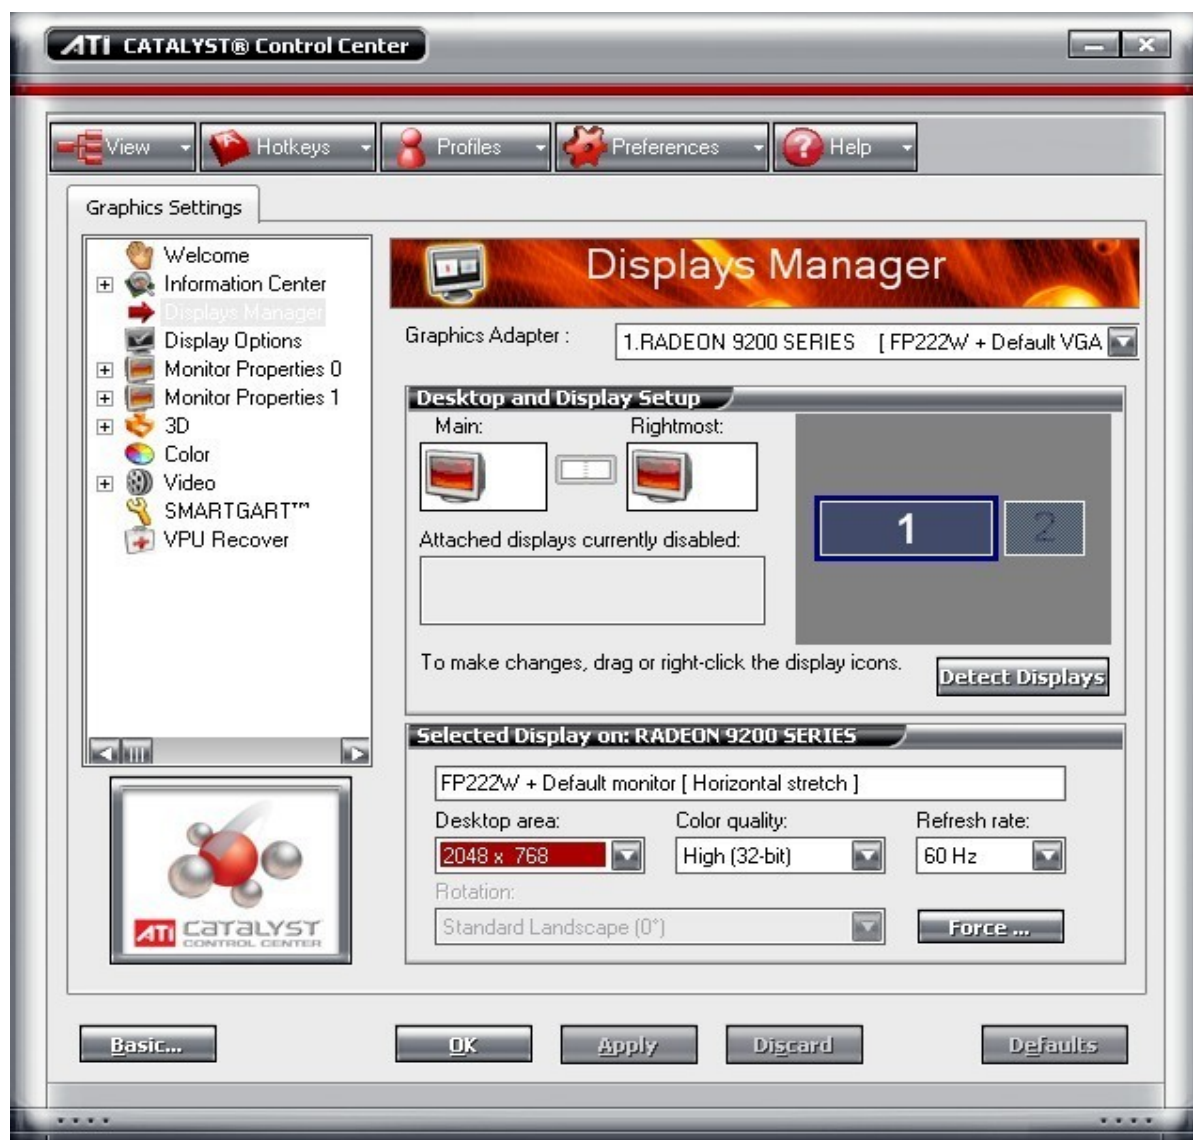 ATI CATALYST® Control Center
View Hotkeys Profiles Preferences Help
Graphics Settings
Welcome
Information Center
Displays Manager
Display Options
Monitor Properties 0
Monitor Properties 1
3D
Color
Video
SMARTGART™
VPU Recover
ATI CATALYST
CONTROL CENTER
Displays Manager
Graphics Adapter : 1.RADEON 9200 SERIES [ FP222W + Default VGA
Desktop and Display Setup
Main: Rightmost:
1 2
Attached displays currently disabled:
To make changes, drag or right-click the display icons.
Detect Displays
Selected Display on: RADEON 9200 SERIES
FP222W + Default monitor [ Horizontal stretch ]
Desktop area: Color quality: Refresh rate:
2048 x 768 High (32-bit) 60 Hz
Rotation:
Standard Landscape (0°) Force ...
Basic... OK Apply Discard Defaults